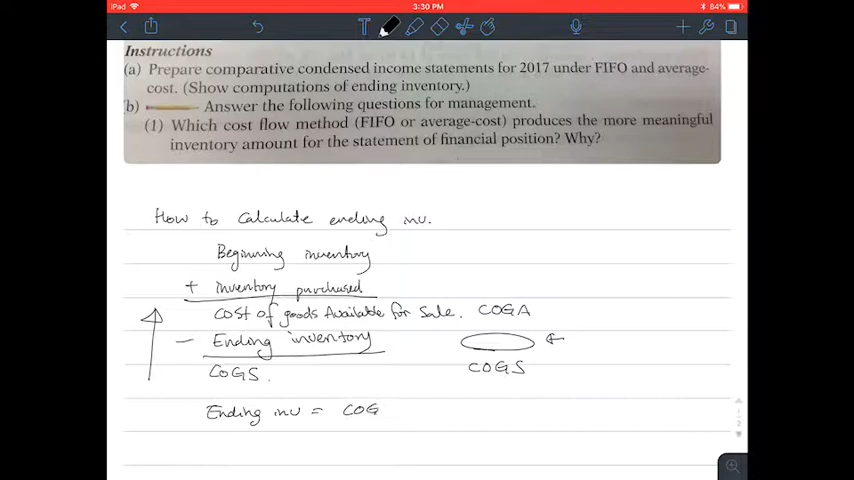 iPad 3:30 PM 84%
Instructions
(a) Prepare comparative condensed income statements for 2017 under FIFO and average-
cost. (Show computations of ending inventory.)
(b) Answer the following questions for management.
(1) Which cost flow method (FIFO or average-cost) produces the more meaningful
inventory amount for the statement of financial position? Why?
How to calculate ending inv.
Beginning inventory
+ inventory purchased
Cost of goods Available for Sale. COGA
- Ending inventory
COGS. COGS
Ending inv = COG